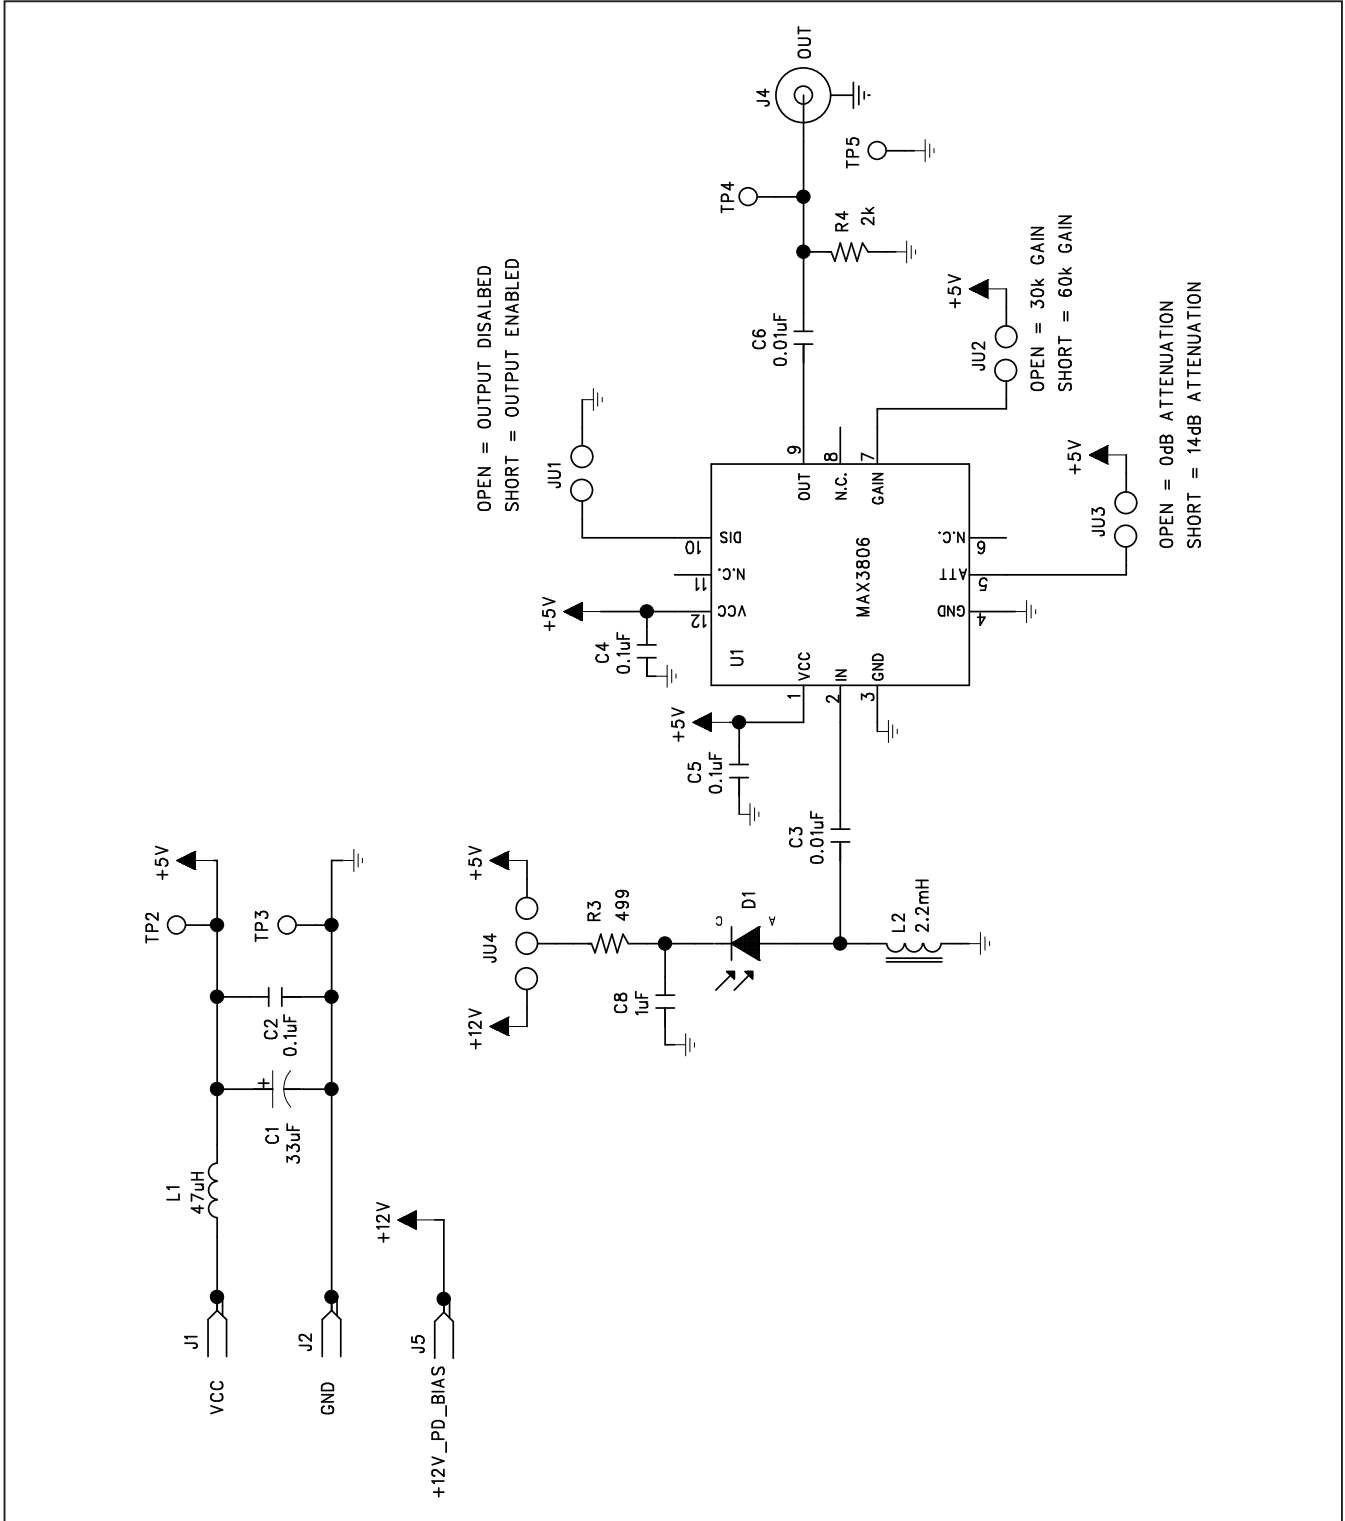 VCC
J1
L1
47uH
C1
33uF
+
C2
0.1uF
TP2
TP3
+5V
GND
J2
+12V_PD_BIAS
J5
+12V
+12V
JU4
+5V
R3
499
C8
1uF
D1
C
A
L2
2.2mH
C3
0.01uF
C5
0.1uF
+5V
C4
0.1uF
+5V
U1
MAX3806
1
VCC
2
IN
3
GND
4
GND
5
ATT
6
N.C.
7
GAIN
8
N.C.
9
OUT
10
DIS
11
N.C.
12
VCC
JU1
OPEN = OUTPUT DISALBED
SHORT = OUTPUT ENABLED
C6
0.01uF
R4
2k
TP4
TP5
J4
OUT
JU2
+5V
OPEN = 30k GAIN
SHORT = 60k GAIN
JU3
+5V
OPEN = 0dB ATTENUATION
SHORT = 14dB ATTENUATION